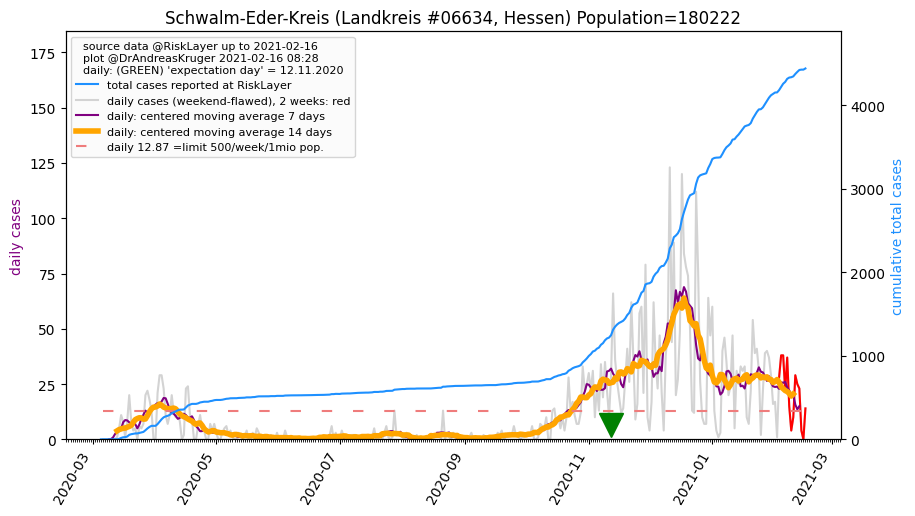 Schwalm-Eder-Kreis (Landkreis #06634, Hessen) Population=180222
source data @RiskLayer up to 2021-02-16
plot @DrAndreasKruger 2021-02-16 08:28
daily: (GREEN) 'expectation day' = 12.11.2020
total cases reported at RiskLayer
daily cases (weekend-flawed), 2 weeks: red
daily: centered moving average 7 days
daily: centered moving average 14 days
daily 12.87 =limit 500/week/1mio pop.
daily cases
175
150
125
100
75
50
25
0
cumulative total cases
4000
3000
2000
1000
0
2020-03
2020-05
2020-07
2020-09
2020-11
2021-01
2021-03